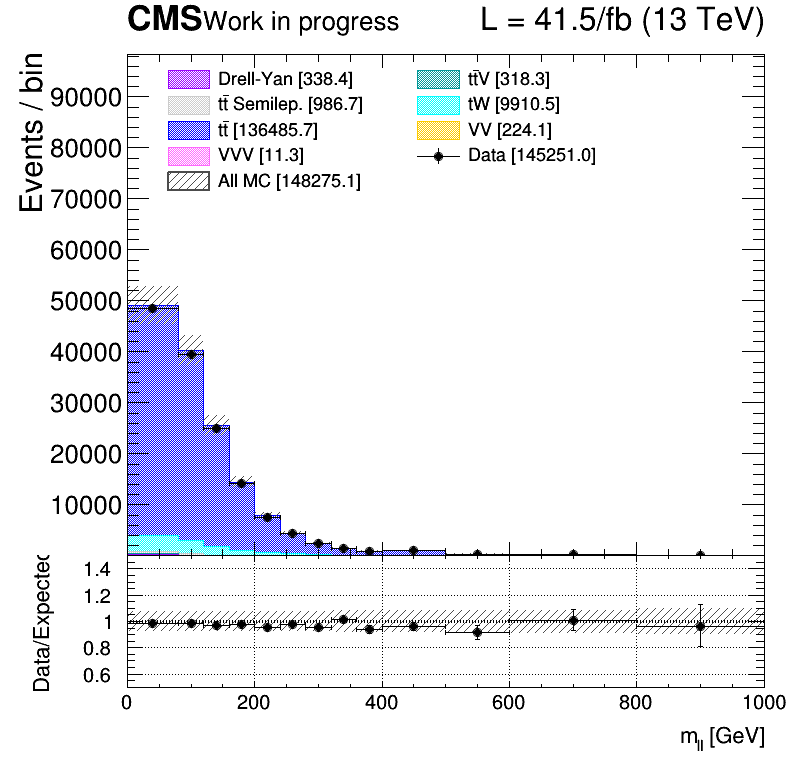 CMS Work in progress L = 41.5/fb (13 TeV)
Events / bin
90000
80000
70000
60000
50000
40000
30000
20000
10000
Drell-Yan [338.4]
tt̄ Semilep. [986.7]
tt̄ [136485.7]
VVV [11.3]
All MC [148275.1]
tt̄V [318.3]
tW [9910.5]
VV [224.1]
Data [145251.0]
Data/Expected
1.4
1.2
1
0.8
0.6
0 200 400 600 800 1000
m_ll [GeV]